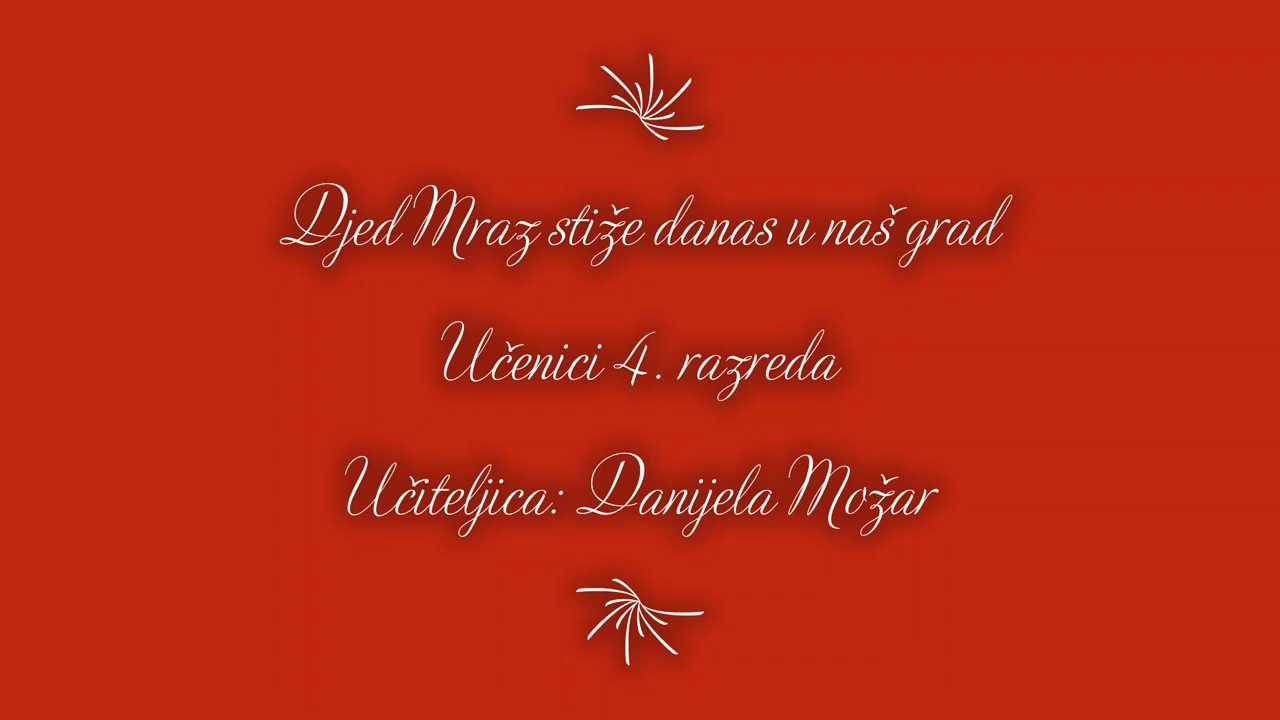 Djed Mraz stiže danas u naš grad
Učenici 4. razreda
Učiteljica: Danijela Možar